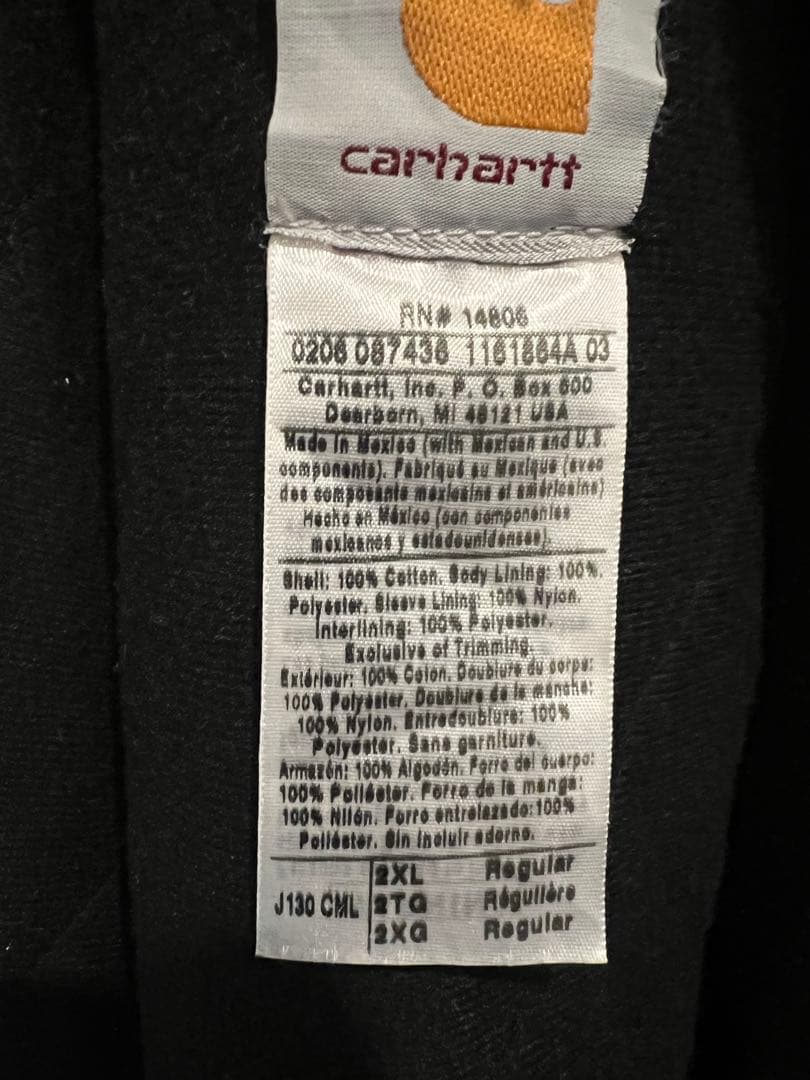 carhartt
RN# 14806
0206 087438 1161864A 03
Carhartt, Inc. P. O. Box 600
Dearborn, MI 48121 USA
Made in Mexico (with Mexican and U.S.
components). Fabriqué au Mexique (avec
des composants mexicains et américains)
Hecho en México (con componentes
mexicanos y estadounidenses).
Shell: 100% Cotton. Body Lining: 100%.
Polyester. Sleeve Lining: 100% Nylon.
Interlining: 100% Polyester.
Exclusive of Trimming.
Extérieur: 100% Coton. Doublure du corps:
100% Polyester. Doublure de la manche:
100% Nylon. Entredoublure: 100%
Polyester. Sans garniture.
Armazón: 100% Algodón. Forro del cuerpo:
100% Poliéster. Forro de la manga:
100% Nilón. Forro entrelazado:100%
Poliéster. Sin incluir adorno.
J130 CML
2XL Regular
2TG Régulière
2XG Regular